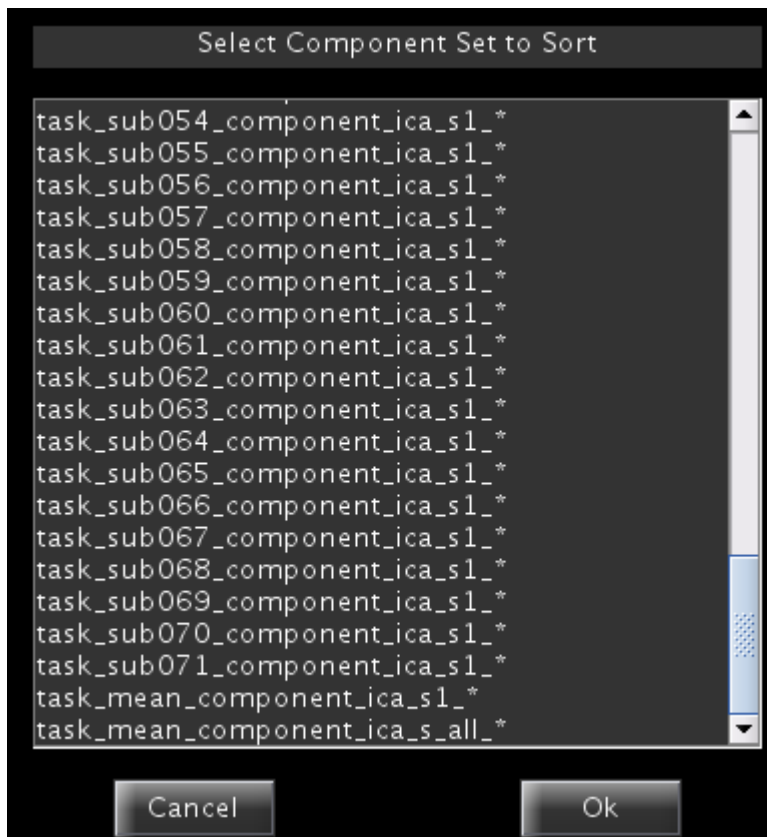 Select Component Set to Sort
task_sub054_component_ica_s1_*
task_sub055_component_ica_s1_*
task_sub056_component_ica_s1_*
task_sub057_component_ica_s1_*
task_sub058_component_ica_s1_*
task_sub059_component_ica_s1_*
task_sub060_component_ica_s1_*
task_sub061_component_ica_s1_*
task_sub062_component_ica_s1_*
task_sub063_component_ica_s1_*
task_sub064_component_ica_s1_*
task_sub065_component_ica_s1_*
task_sub066_component_ica_s1_*
task_sub067_component_ica_s1_*
task_sub068_component_ica_s1_*
task_sub069_component_ica_s1_*
task_sub070_component_ica_s1_*
task_sub071_component_ica_s1_*
task_mean_component_ica_s1_*
task_mean_component_ica_s_all_*
Cancel Ok